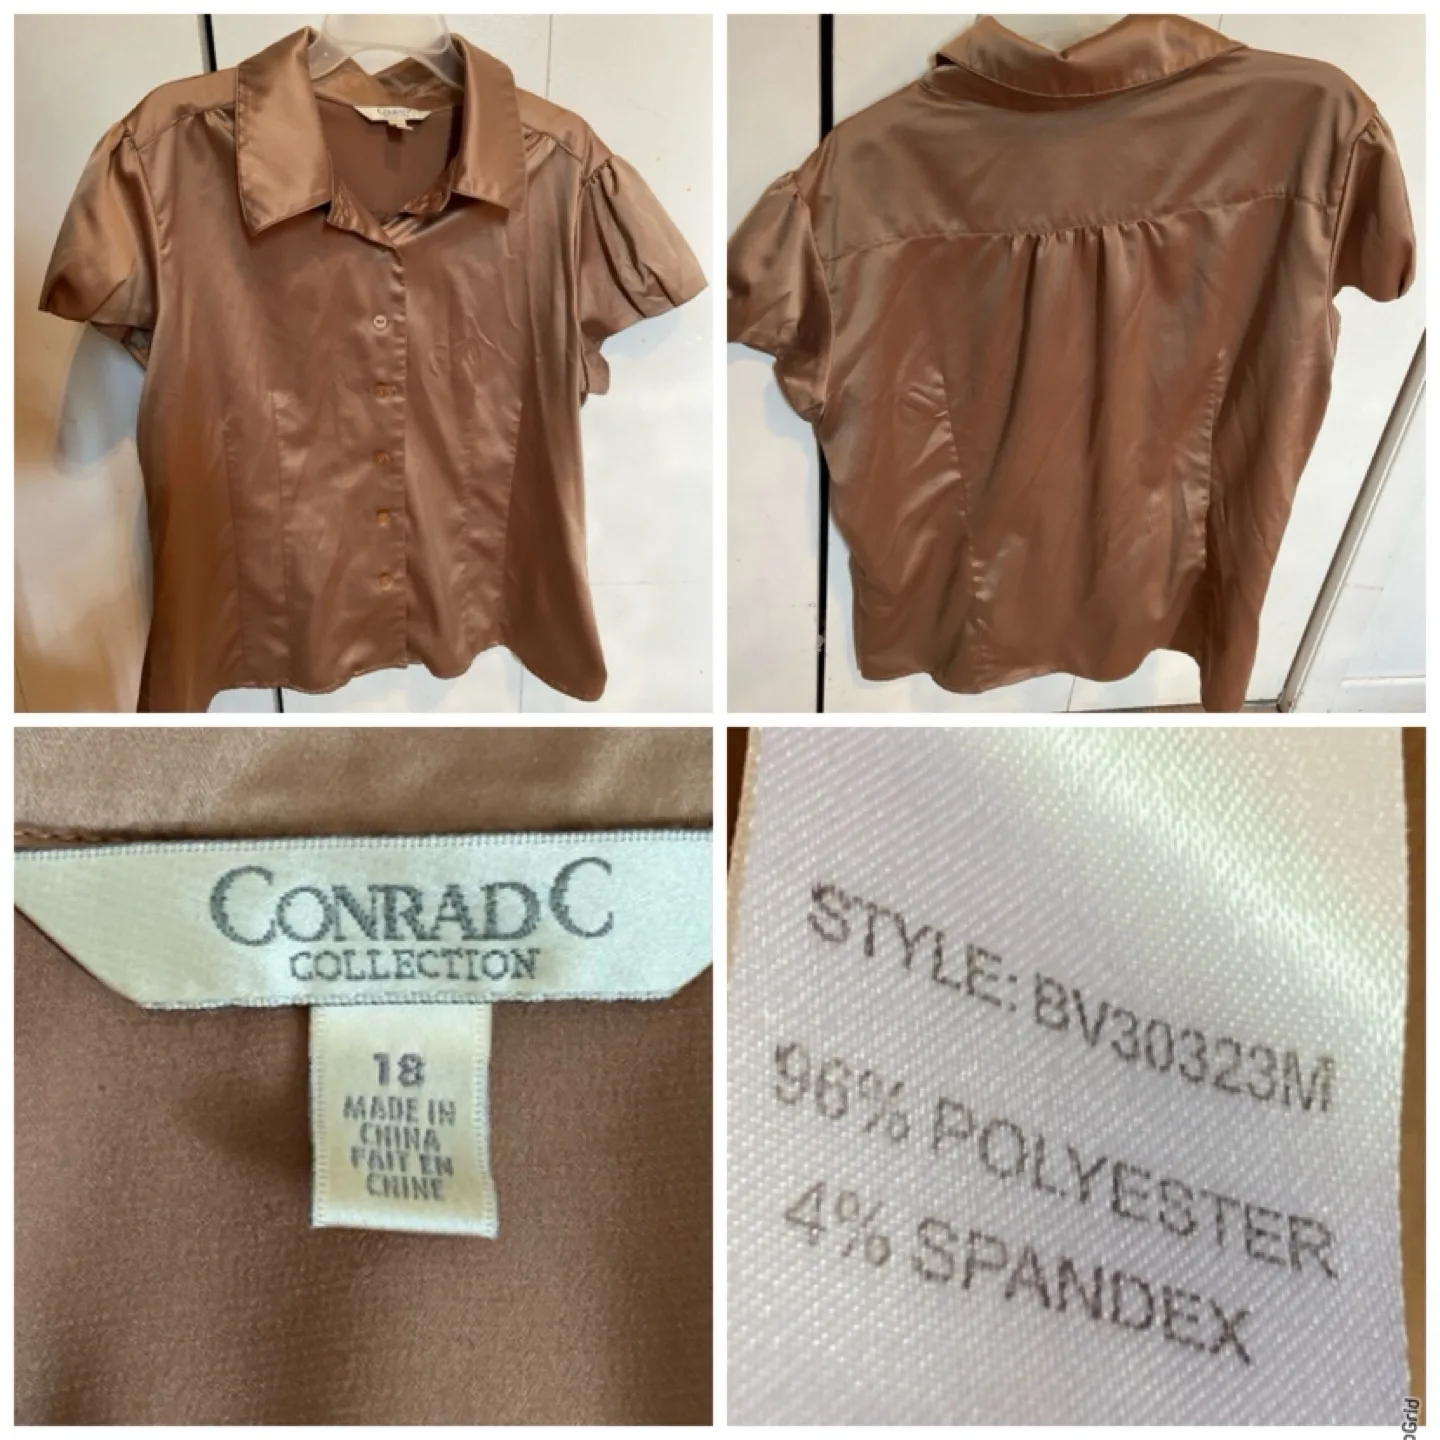 CONRAD C
COLLECTION
18
MADE IN
CHINA
FAIT EN
CHINE
STYLE: BV30323M
96% POLYESTER
4% SPANDEX